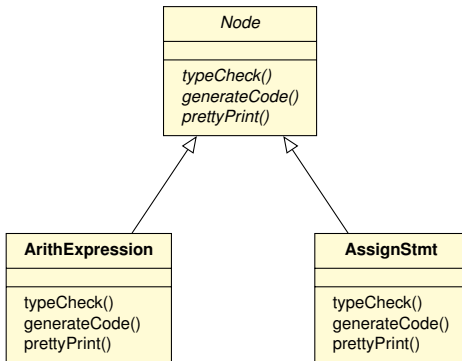 Node
typeCheck()
generateCode()
prettyPrint()
ArithExpression
typeCheck()
generateCode()
prettyPrint()
AssignStmt
typeCheck()
generateCode()
prettyPrint()